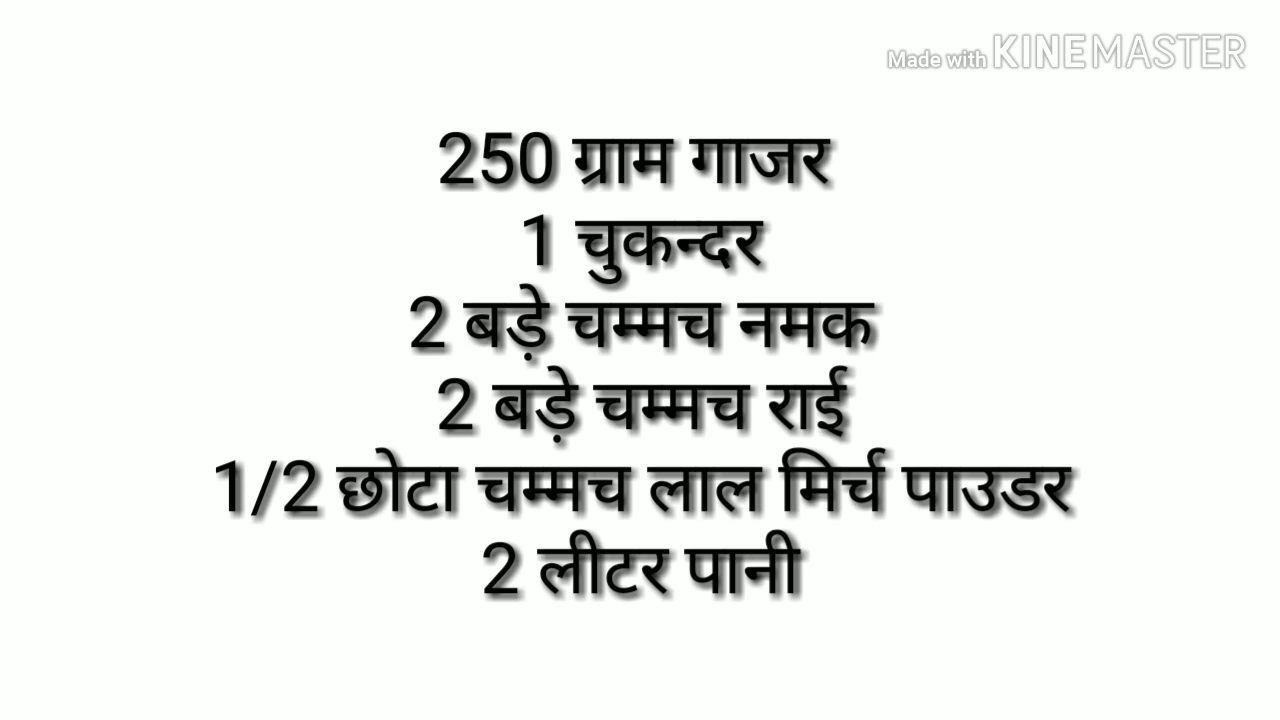 Made with KINEMASTER
250 ग्राम गाजर
1 चुकन्दर
2 बड़े चम्मच नमक
2 बड़े चम्मच राई
1/2 छोटा चम्मच लाल मिर्च पाउडर
2 लीटर पानी